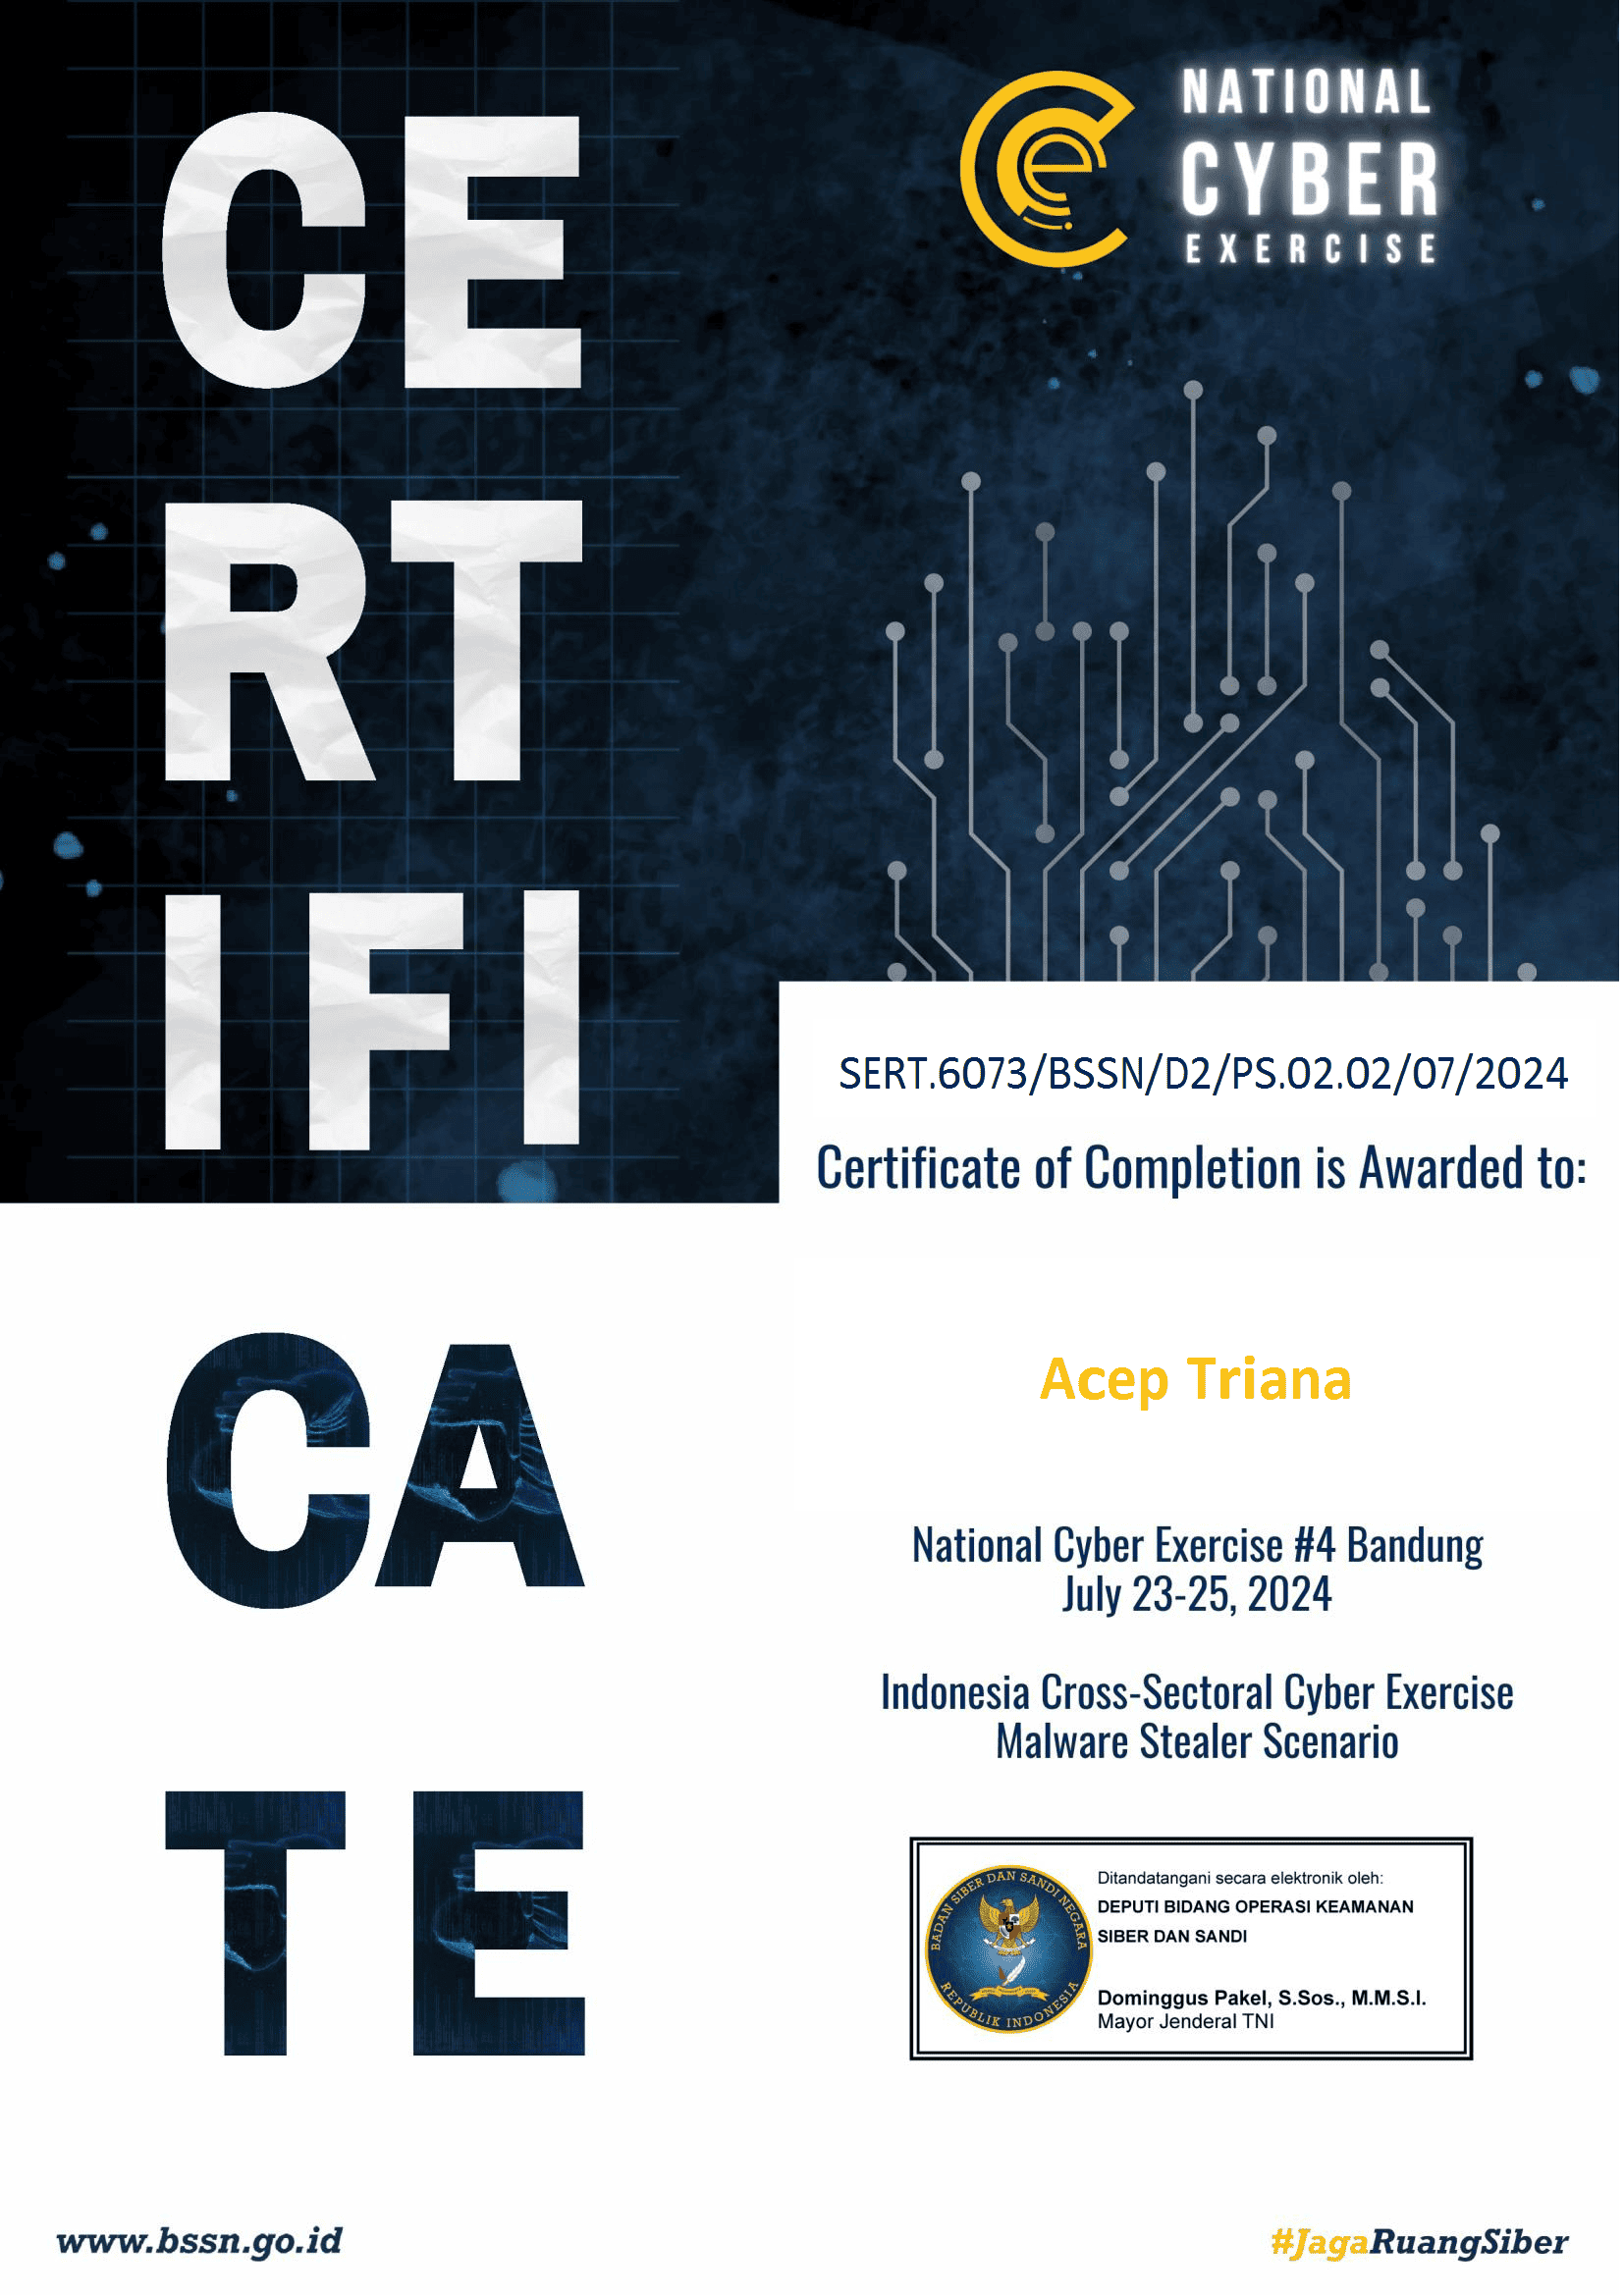 CE
RT
IFI
CA
TE
NATIONAL
CYBER
EXERCISE
SERT.6073/BSSN/D2/PS.02.02/07/2024
Certificate of Completion is Awarded to:
Acep Triana
National Cyber Exercise #4 Bandung
July 23-25, 2024
Indonesia Cross-Sectoral Cyber Exercise
Malware Stealer Scenario
BADAN SIBER DAN SANDI NEGARA
REPUBLIK INDONESIA
Ditandatangani secara elektronik oleh:
DEPUTI BIDANG OPERASI KEAMANAN
SIBER DAN SANDI
Dominggus Pakel, S.Sos., M.M.S.I.
Mayor Jenderal TNI
www.bssn.go.id
#JagaRuangSiber